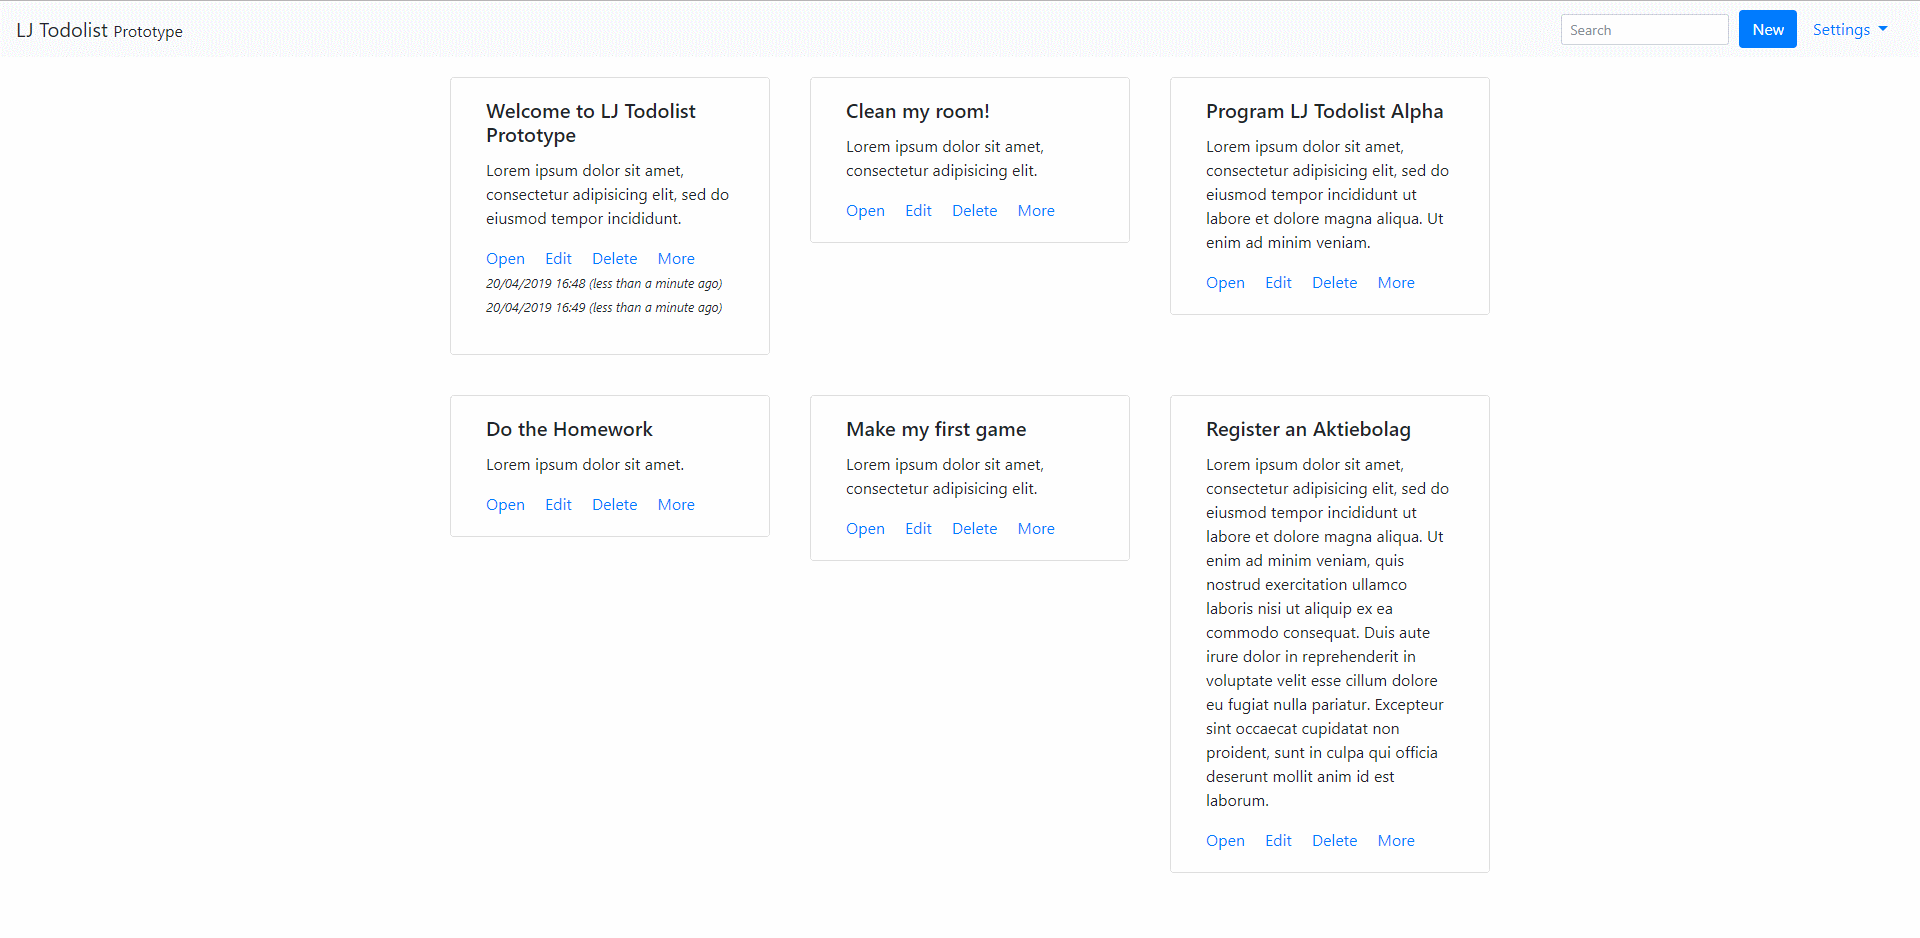 LJ Todolist Prototype
Search
New
Settings
Welcome to LJ Todolist
Prototype
Lorem ipsum dolor sit amet,
consectetur adipisicing elit, sed do
eiusmod tempor incididunt.
Open Edit Delete More
20/04/2019 16:48 (less than a minute ago)
20/04/2019 16:49 (less than a minute ago)
Clean my room!
Lorem ipsum dolor sit amet,
consectetur adipisicing elit.
Open Edit Delete More
Program LJ Todolist Alpha
Lorem ipsum dolor sit amet,
consectetur adipisicing elit, sed do
eiusmod tempor incididunt ut
labore et dolore magna aliqua. Ut
enim ad minim veniam.
Open Edit Delete More
Do the Homework
Lorem ipsum dolor sit amet.
Open Edit Delete More
Make my first game
Lorem ipsum dolor sit amet,
consectetur adipisicing elit.
Open Edit Delete More
Register an Aktiebolag
Lorem ipsum dolor sit amet,
consectetur adipisicing elit, sed do
eiusmod tempor incididunt ut
labore et dolore magna aliqua. Ut
enim ad minim veniam, quis
nostrud exercitation ullamco
laboris nisi ut aliquip ex ea
commodo consequat. Duis aute
irure dolor in reprehenderit in
voluptate velit esse cillum dolore
eu fugiat nulla pariatur. Excepteur
sint occaecat cupidatat non
proident, sunt in culpa qui officia
deserunt mollit anim id est
laborum.
Open Edit Delete More